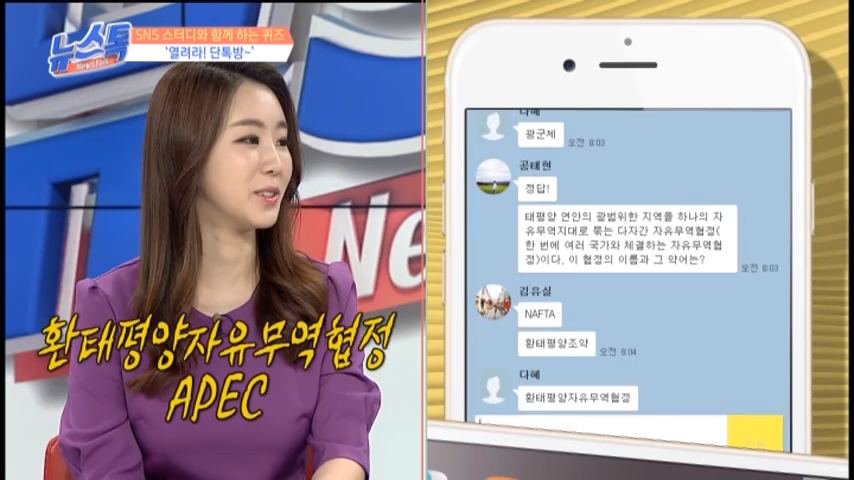 뉴스톡
Newstalk
SNS 스터디와 함께 하는 퀴즈
'열려라! 단톡방~'
Ne
환태평양자유무역협정
APEC
다혜
광군제
오전 8:03
공태현
정답!
태평양 연안의 광범위한 지역을 하나의 자
유무역지대로 묶는 다자간 자유무역협정(
한 번에 여러 국가와 체결하는 자유무역협
정)이다. 이 협정의 이름과 그 약어는?
오전 8:03
김유실
NAFTA
환태평양조약
오전 8:04
다혜
환태평양자유무역협정